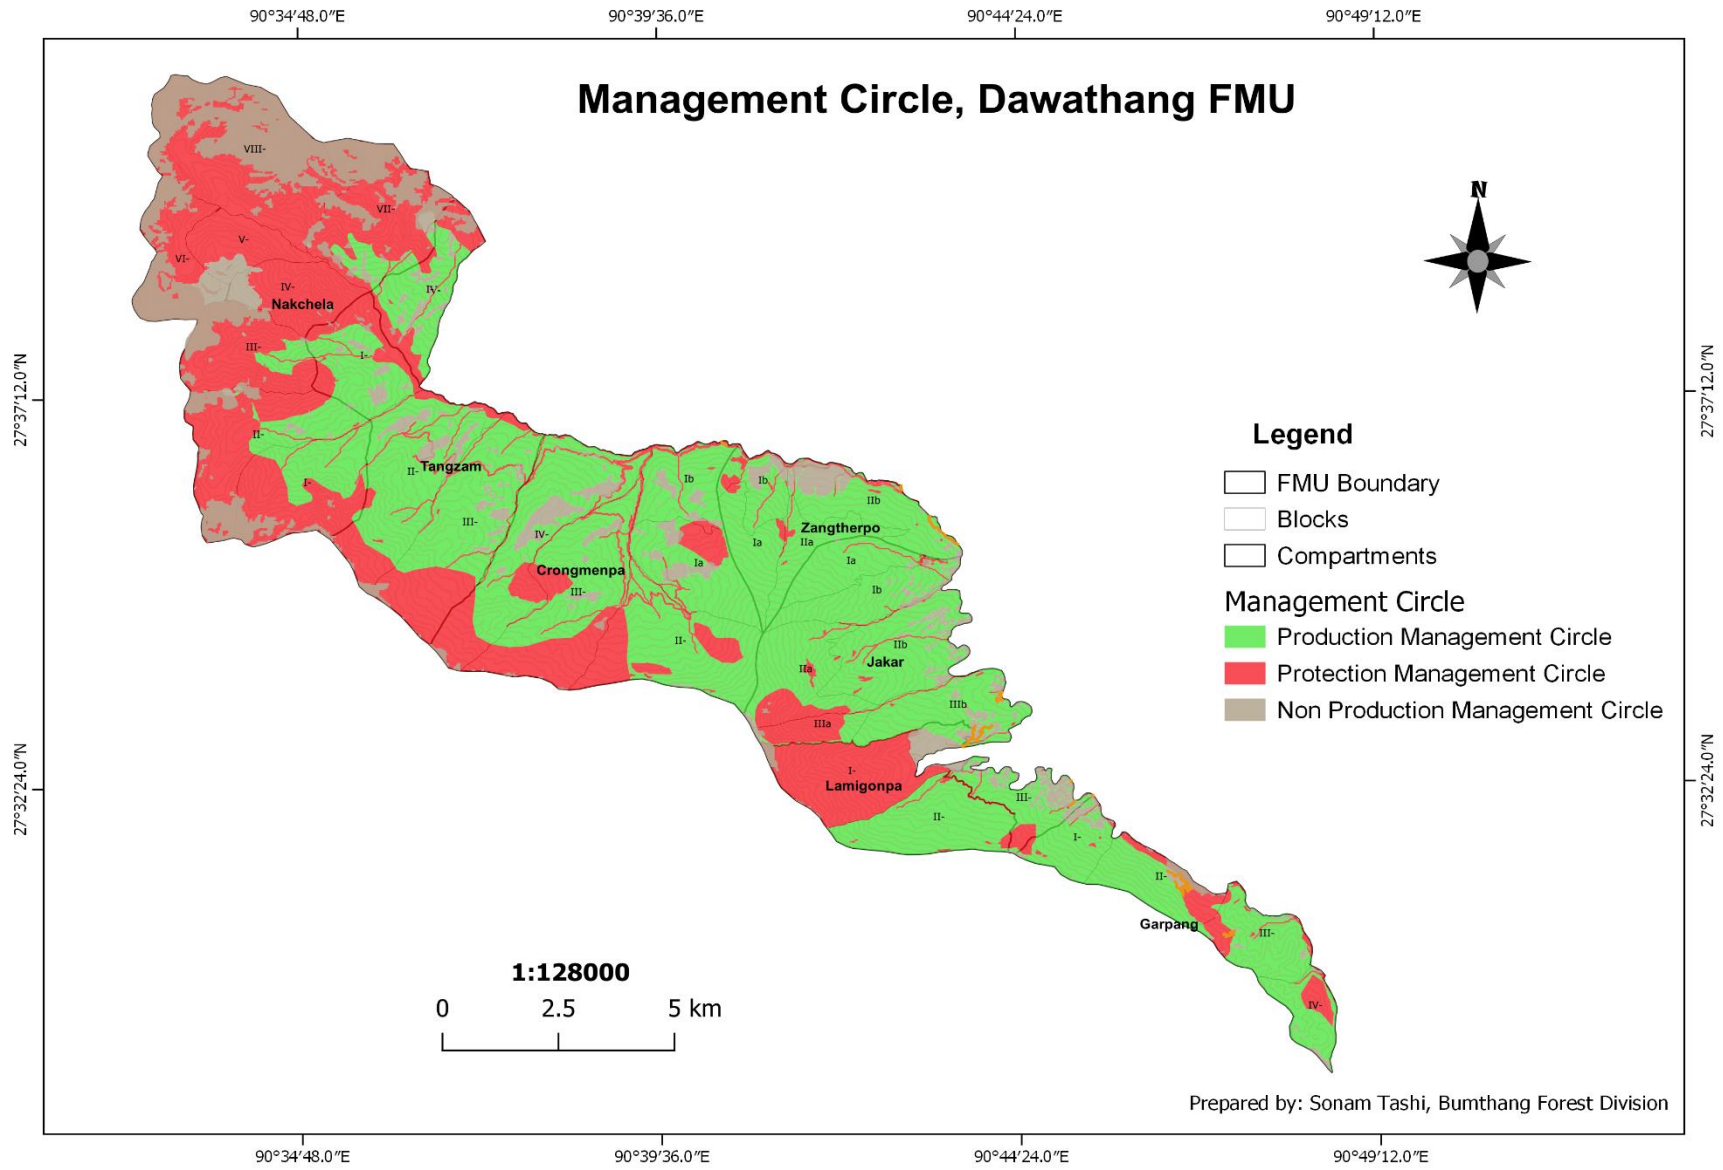 90°34′48.0″E 90°39′36.0″E 90°44′24.0″E 90°49′12.0″E
Management Circle, Dawathang FMU
VIII-
N
VII-
V-
VI-
IV- IV-
Nakchela
III- I-
27°37′12.0″N 27°37′12.0″N
II-
Legend
II- Tangzam
I- Ib Ib
FMU Boundary
IIb
III- Blocks
Zangtherpo
IV- Ia IIa
Compartments
Ia Ia
Crongmenpa
III- Ib
Management Circle
II- IIb
Production Management Circle
Jakar
IIa
Protection Management Circle
IIIb
Non Production Management Circle
IIIa
I-
Lamigonpa
27°32′24.0″N 27°32′24.0″N
III-
II-
I-
II-
Garpang
III-
1:128000
0 2.5 5 km
IV-
Prepared by: Sonam Tashi, Bumthang Forest Division
90°34′48.0″E 90°39′36.0″E 90°44′24.0″E 90°49′12.0″E